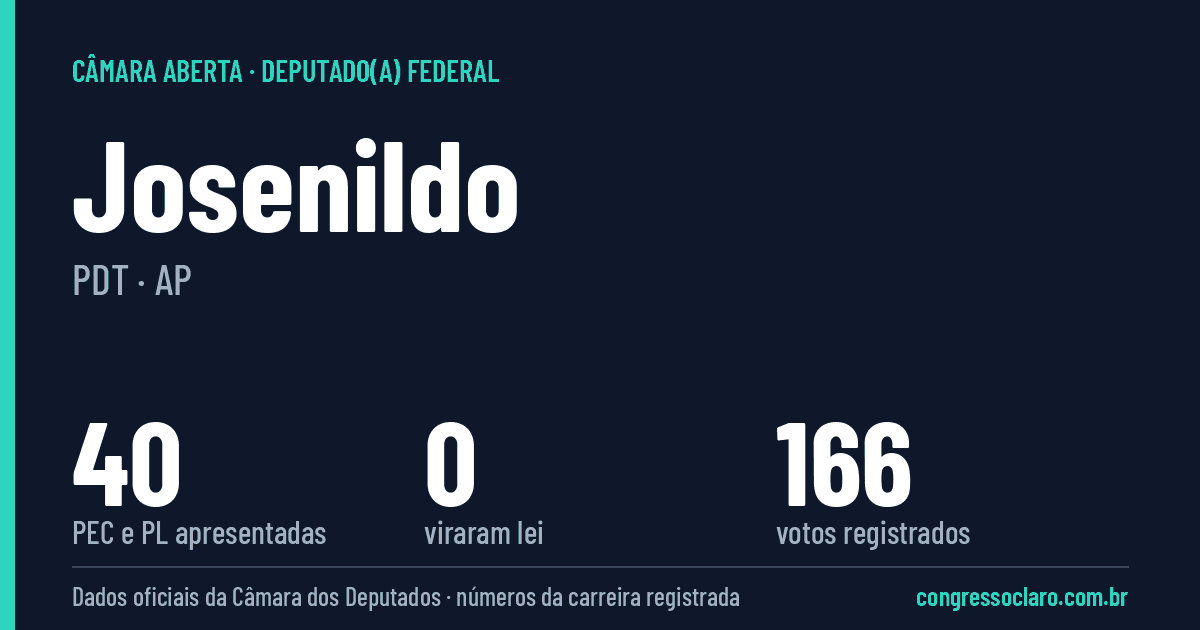 CÂMARA ABERTA · DEPUTADO(A) FEDERAL
Josenildo
PDT · AP
40 0 166
PEC e PL apresentadas viraram lei votos registrados
Dados oficiais da Câmara dos Deputados · números da carreira registrada congressoclaro.com.br